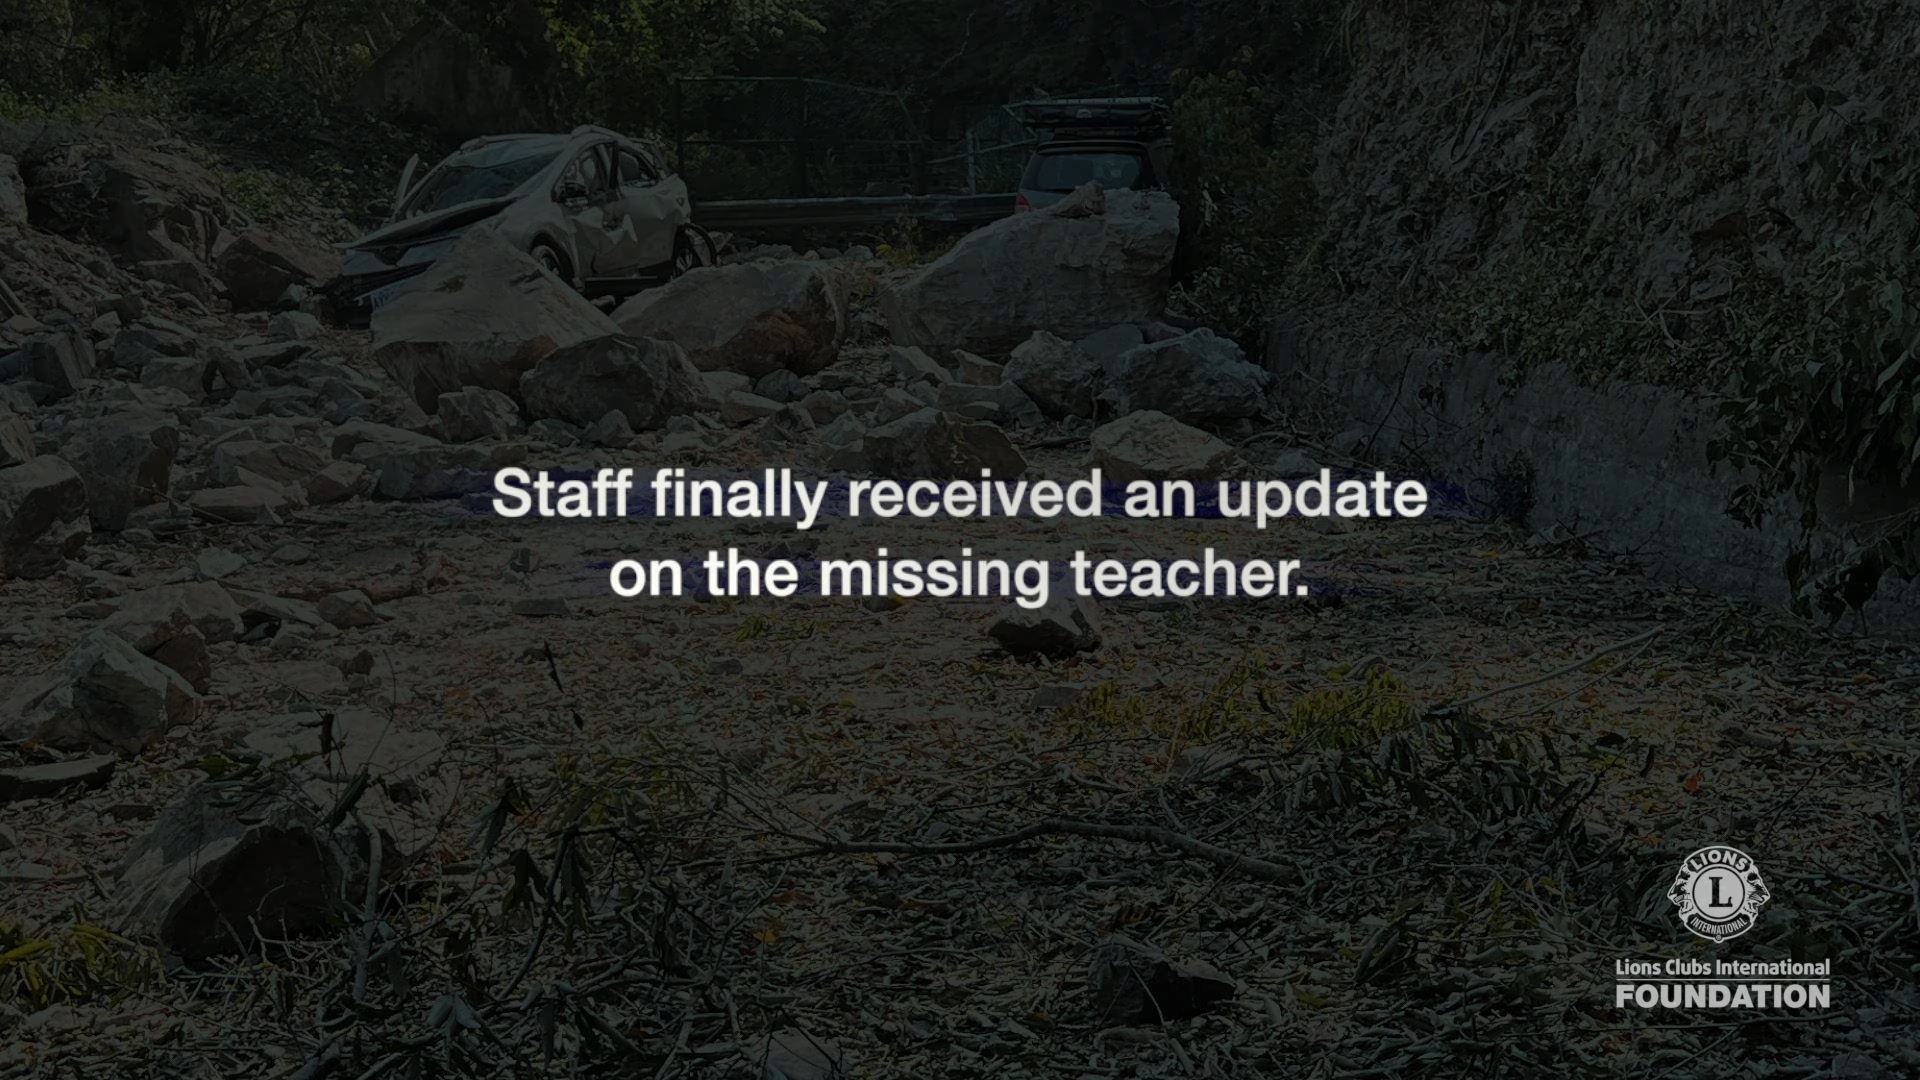 Staff finally received an update
on the missing teacher.
LIONS
L
INTERNATIONAL
Lions Clubs International
FOUNDATION